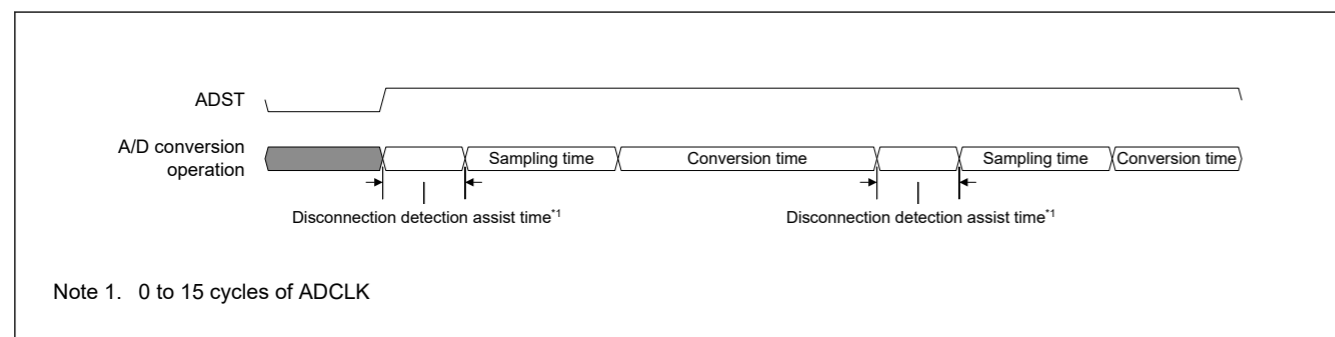 ADST
A/D conversion
operation
Sampling time
Conversion time
Sampling time
Conversion time
Disconnection detection assist time*1
Disconnection detection assist time*1
Note 1. 0 to 15 cycles of ADCLK